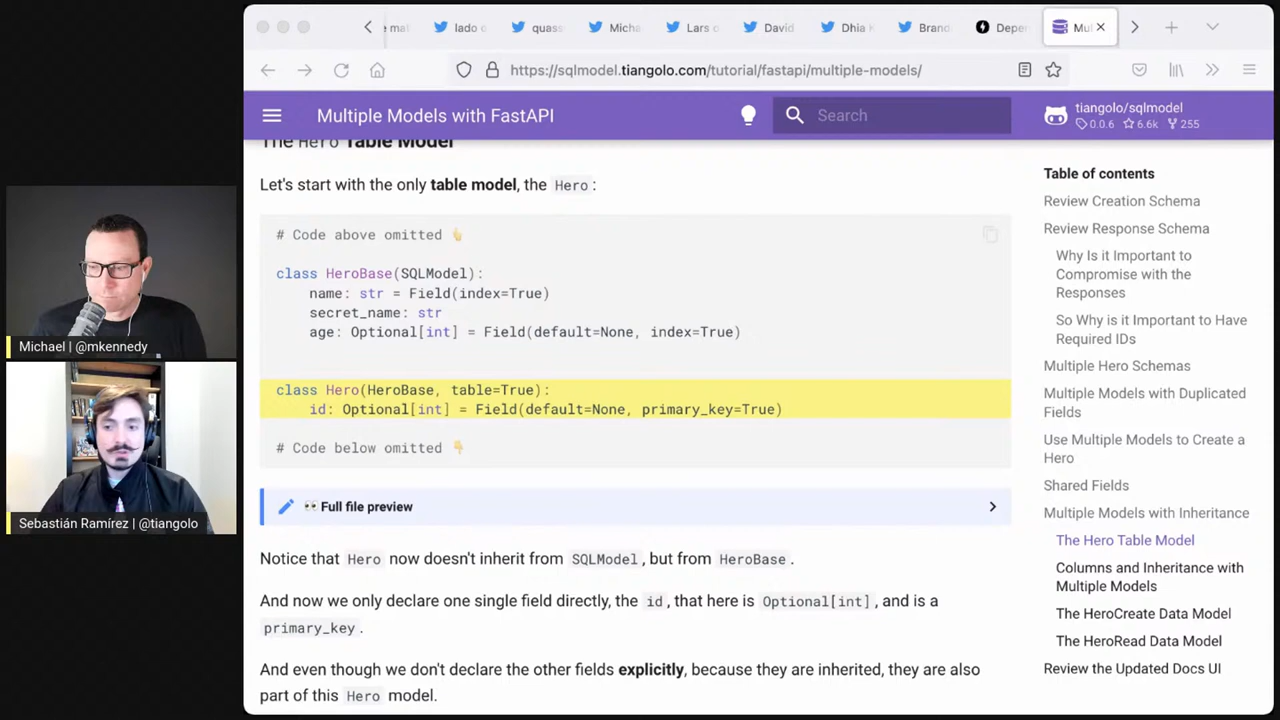 e mat
lado o
quass
Micha
Lars o
David
Dhia K
Brand
Depen
Mul
https://sqlmodel.tiangolo.com/tutorial/fastapi/multiple-models/
Multiple Models with FastAPI
Search
tiangolo/sqlmodel
0.0.6 6.6k 255
The Hero Table Model
Let's start with the only table model, the Hero:
# Code above omitted 👆
class HeroBase(SQLModel):
name: str = Field(index=True)
secret_name: str
age: Optional[int] = Field(default=None, index=True)
class Hero(HeroBase, table=True):
id: Optional[int] = Field(default=None, primary_key=True)
# Code below omitted 👇
👀 Full file preview
Notice that Hero now doesn't inherit from SQLModel, but from HeroBase.
And now we only declare one single field directly, the id, that here is Optional[int], and is a
primary_key.
And even though we don't declare the other fields explicitly, because they are inherited, they are also
part of this Hero model.
Table of contents
Review Creation Schema
Review Response Schema
Why Is it Important to
Compromise with the
Responses
So Why is it Important to Have
Required IDs
Multiple Hero Schemas
Multiple Models with Duplicated
Fields
Use Multiple Models to Create a
Hero
Shared Fields
Multiple Models with Inheritance
The Hero Table Model
Columns and Inheritance with
Multiple Models
The HeroCreate Data Model
The HeroRead Data Model
Review the Updated Docs UI
Michael | @mkennedy
Sebastián Ramírez | @tiangolo